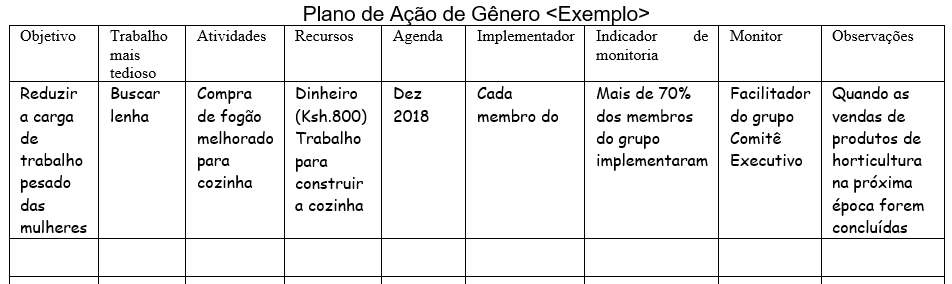 Plano de Ação de Gênero <Exemplo>
Objetivo
Trabalho
mais
tedioso
Atividades
Recursos
Agenda
Implementador
Indicador de
monitoria
Monitor
Observações
Reduzir
a carga
de
trabalho
pesado
das
mulheres
Buscar
lenha
Compra
de fogão
melhorado
para
cozinha
Dinheiro
(Ksh.800)
Trabalho
para
construir
a cozinha
Dez
2018
Cada
membro do
Mais de 70%
dos membros
do grupo
implementaram
Facilitador
do grupo
Comitê
Executivo
Quando as
vendas de
produtos de
horticultura
na próxima
época forem
concluídas